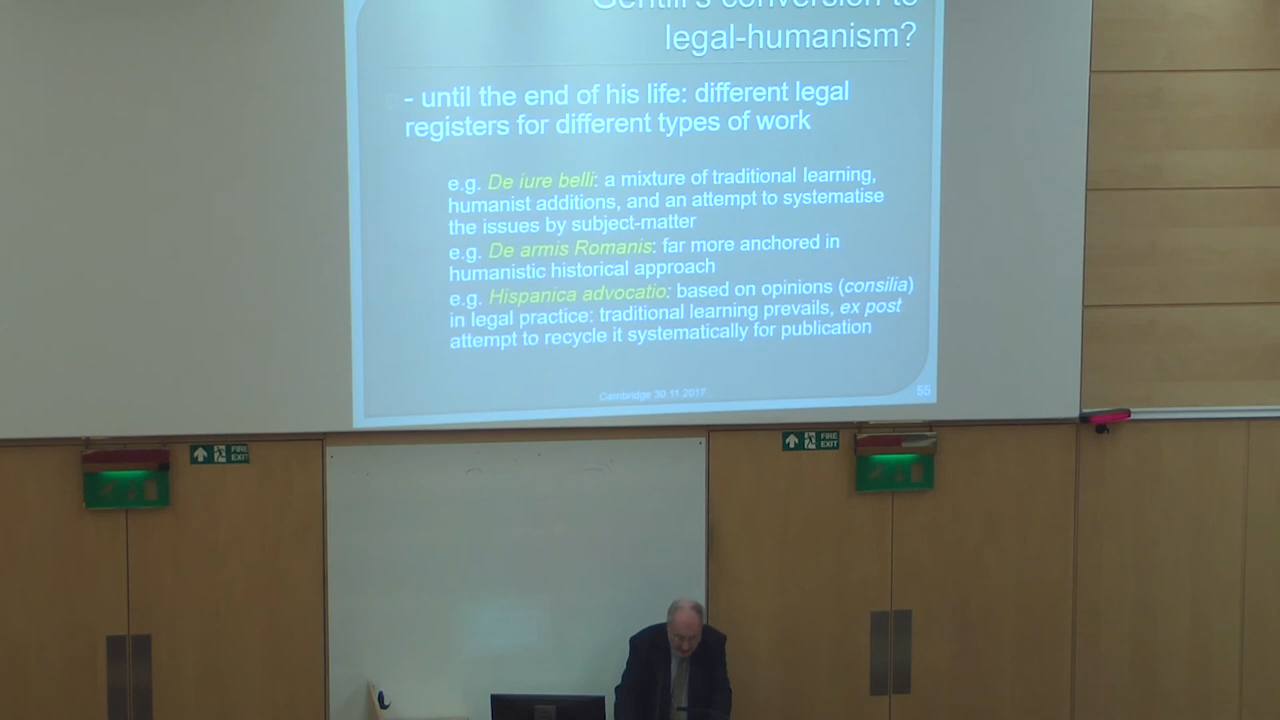 Gentili's conversion to
legal-humanism?
- until the end of his life: different legal
registers for different types of work
e.g. De iure belli: a mixture of traditional learning,
humanist additions, and an attempt to systematise
the issues by subject-matter
e.g. De armis Romanis: far more anchored in
humanistic historical approach
e.g. Hispanica advocatio: based on opinions (consilia)
in legal practice: traditional learning prevails, ex post
attempt to recycle it systematically for publication
Cambridge 30.11.2017
55
FIRE
EXIT
FIRE
EXIT